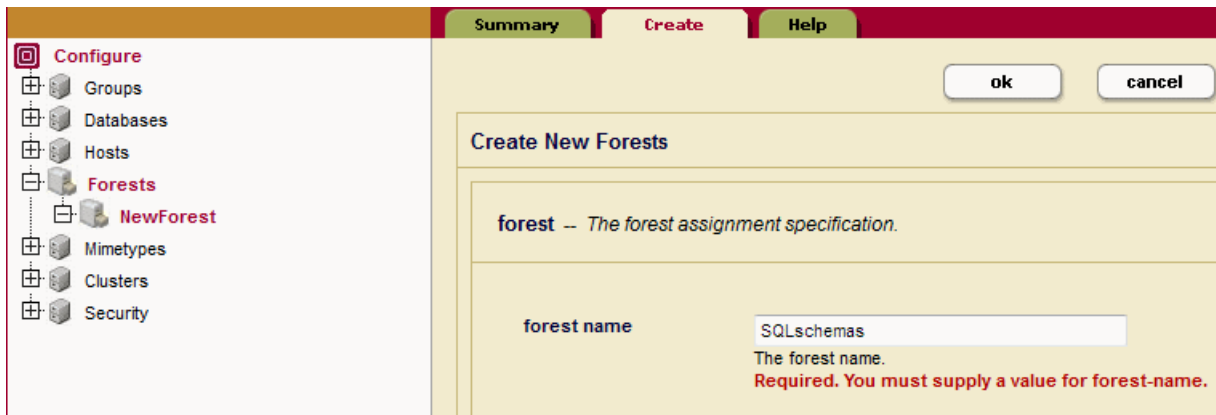 Summary Create Help
Configure
Groups
Databases
Hosts
Forests
NewForest
Mimetypes
Clusters
Security
ok cancel
Create New Forests
forest -- The forest assignment specification.
forest name SQLschemas
The forest name.
Required. You must supply a value for forest-name.